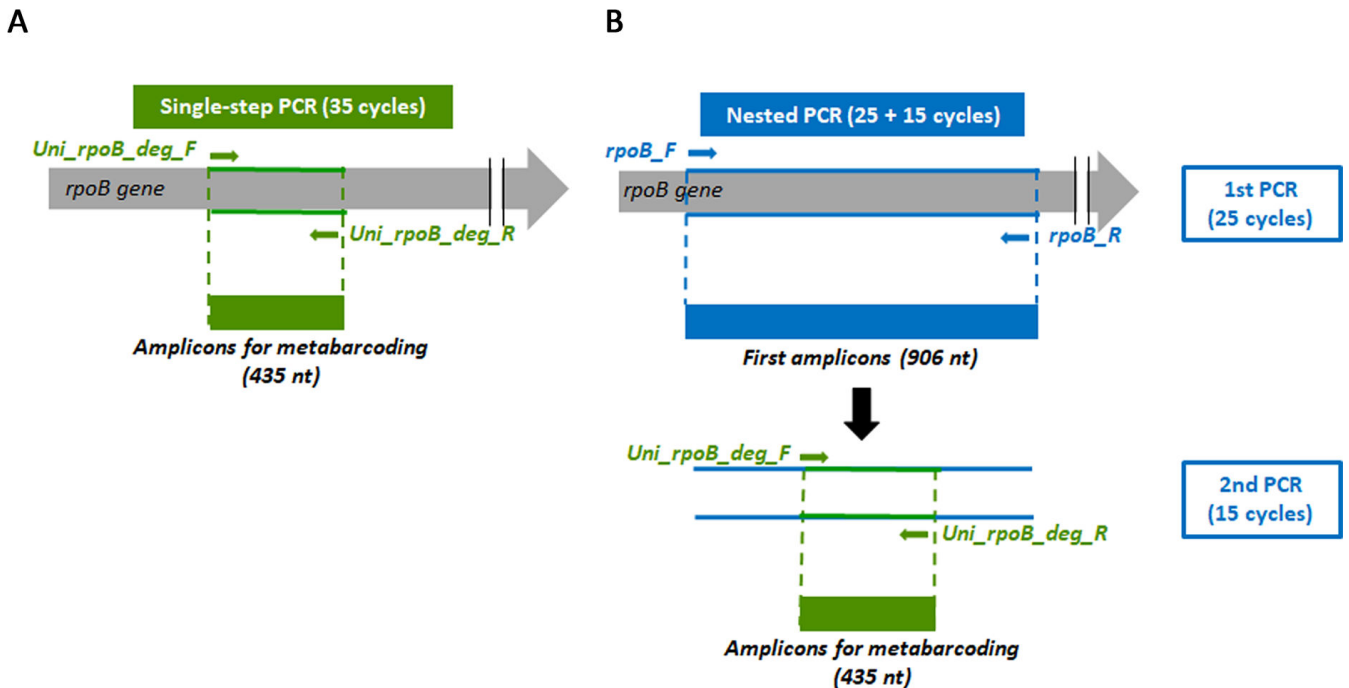 A
Single-step PCR (35 cycles)
Uni_rpoB_deg_F
rpoB gene
Uni_rpoB_deg_R
Amplicons for metabarcoding
(435 nt)
B
Nested PCR (25 + 15 cycles)
rpoB_F
rpoB gene
rpoB_R
1st PCR
(25 cycles)
First amplicons (906 nt)
Uni_rpoB_deg_F
Uni_rpoB_deg_R
2nd PCR
(15 cycles)
Amplicons for metabarcoding
(435 nt)